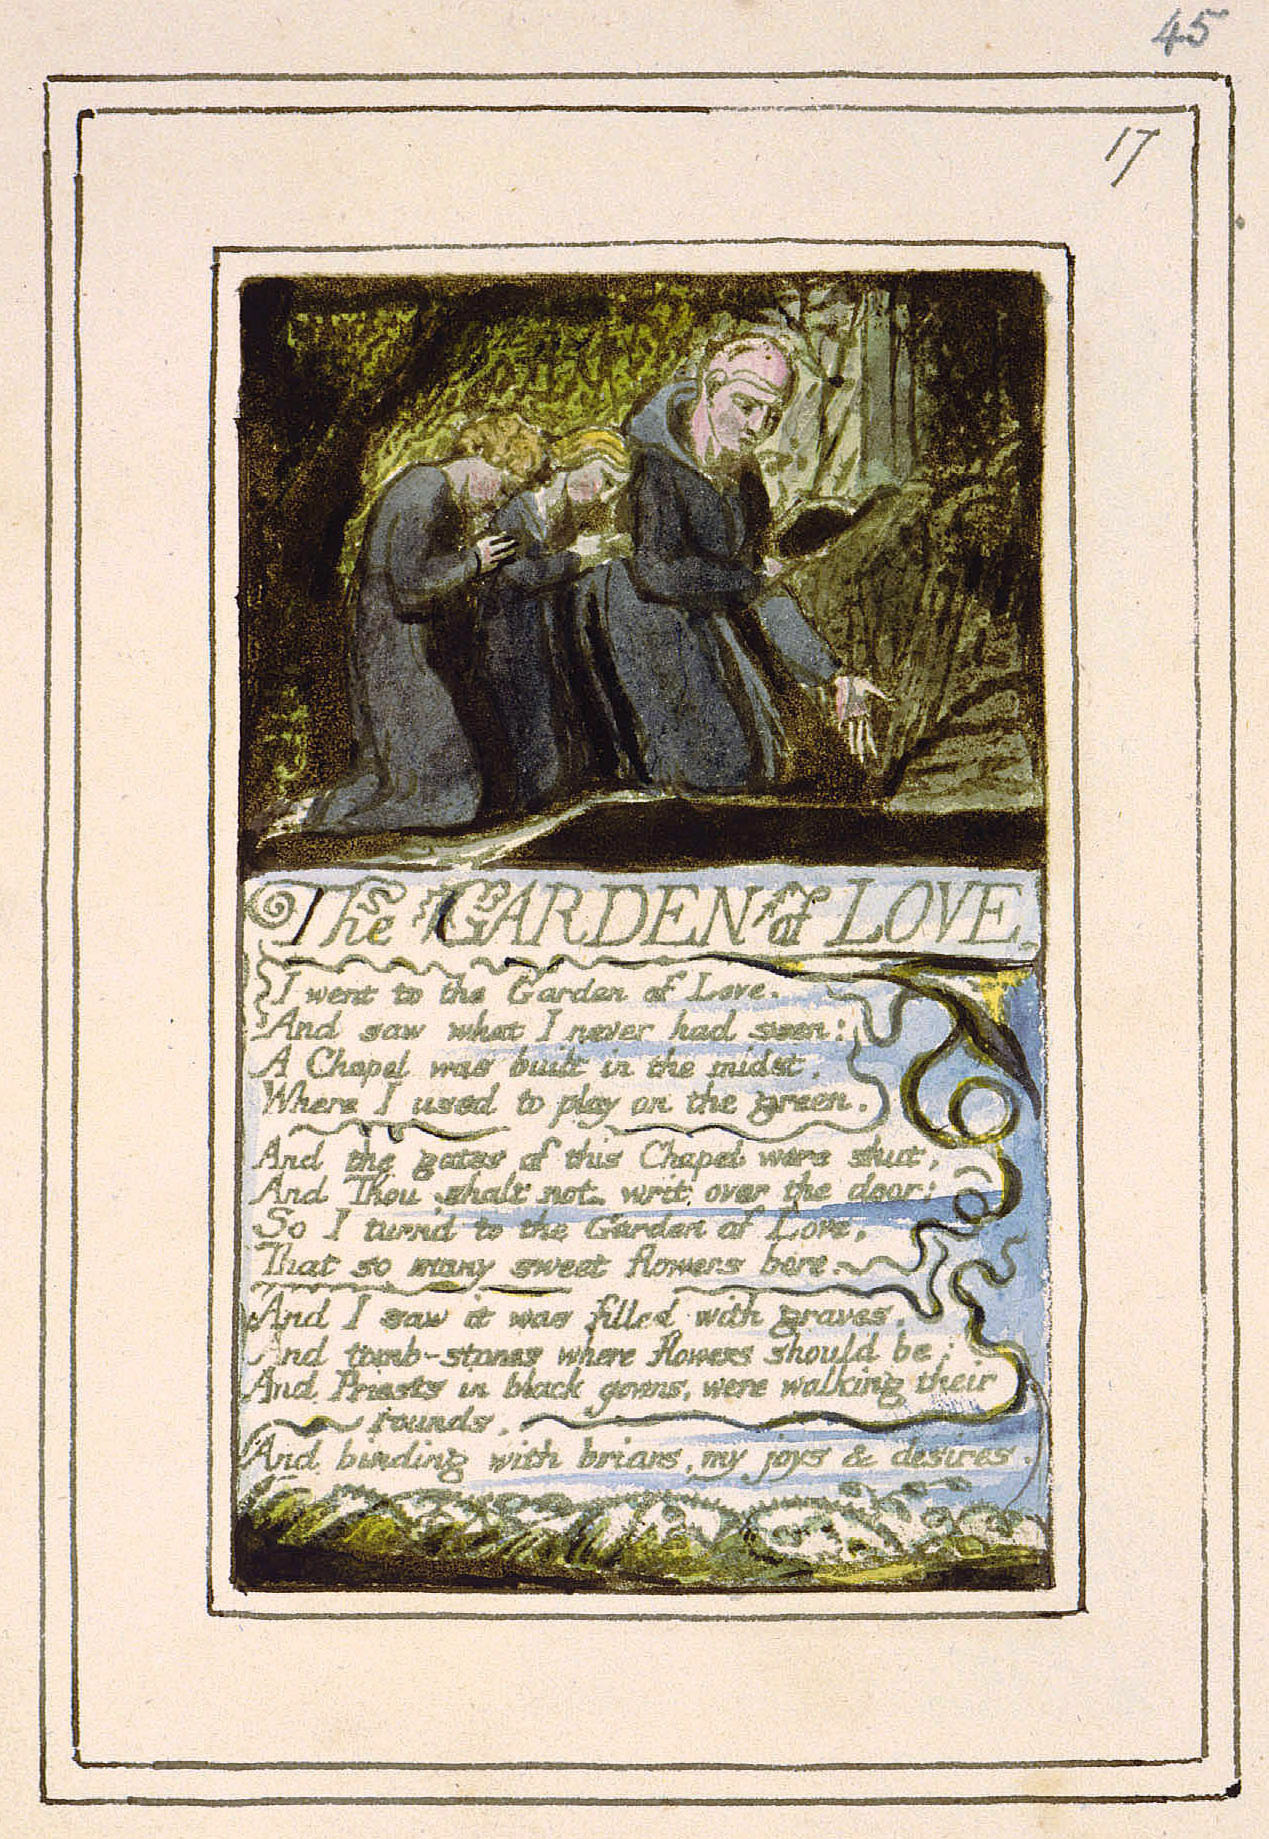 45
17
The GARDEN of LOVE
I went to the Garden of Love.
And saw what I never had seen:
A Chapel was built in the midst,
Where I used to play on the green.
And the gates of this Chapel were shut,
And Thou shalt not. writ over the door;
So I turn'd to the Garden of Love,
That so many sweet flowers bore.
And I saw it was filled with graves,
And tomb-stones where flowers should be:
And Priests in black gowns, were walking their
rounds,
And binding with briars, my joys & desires.